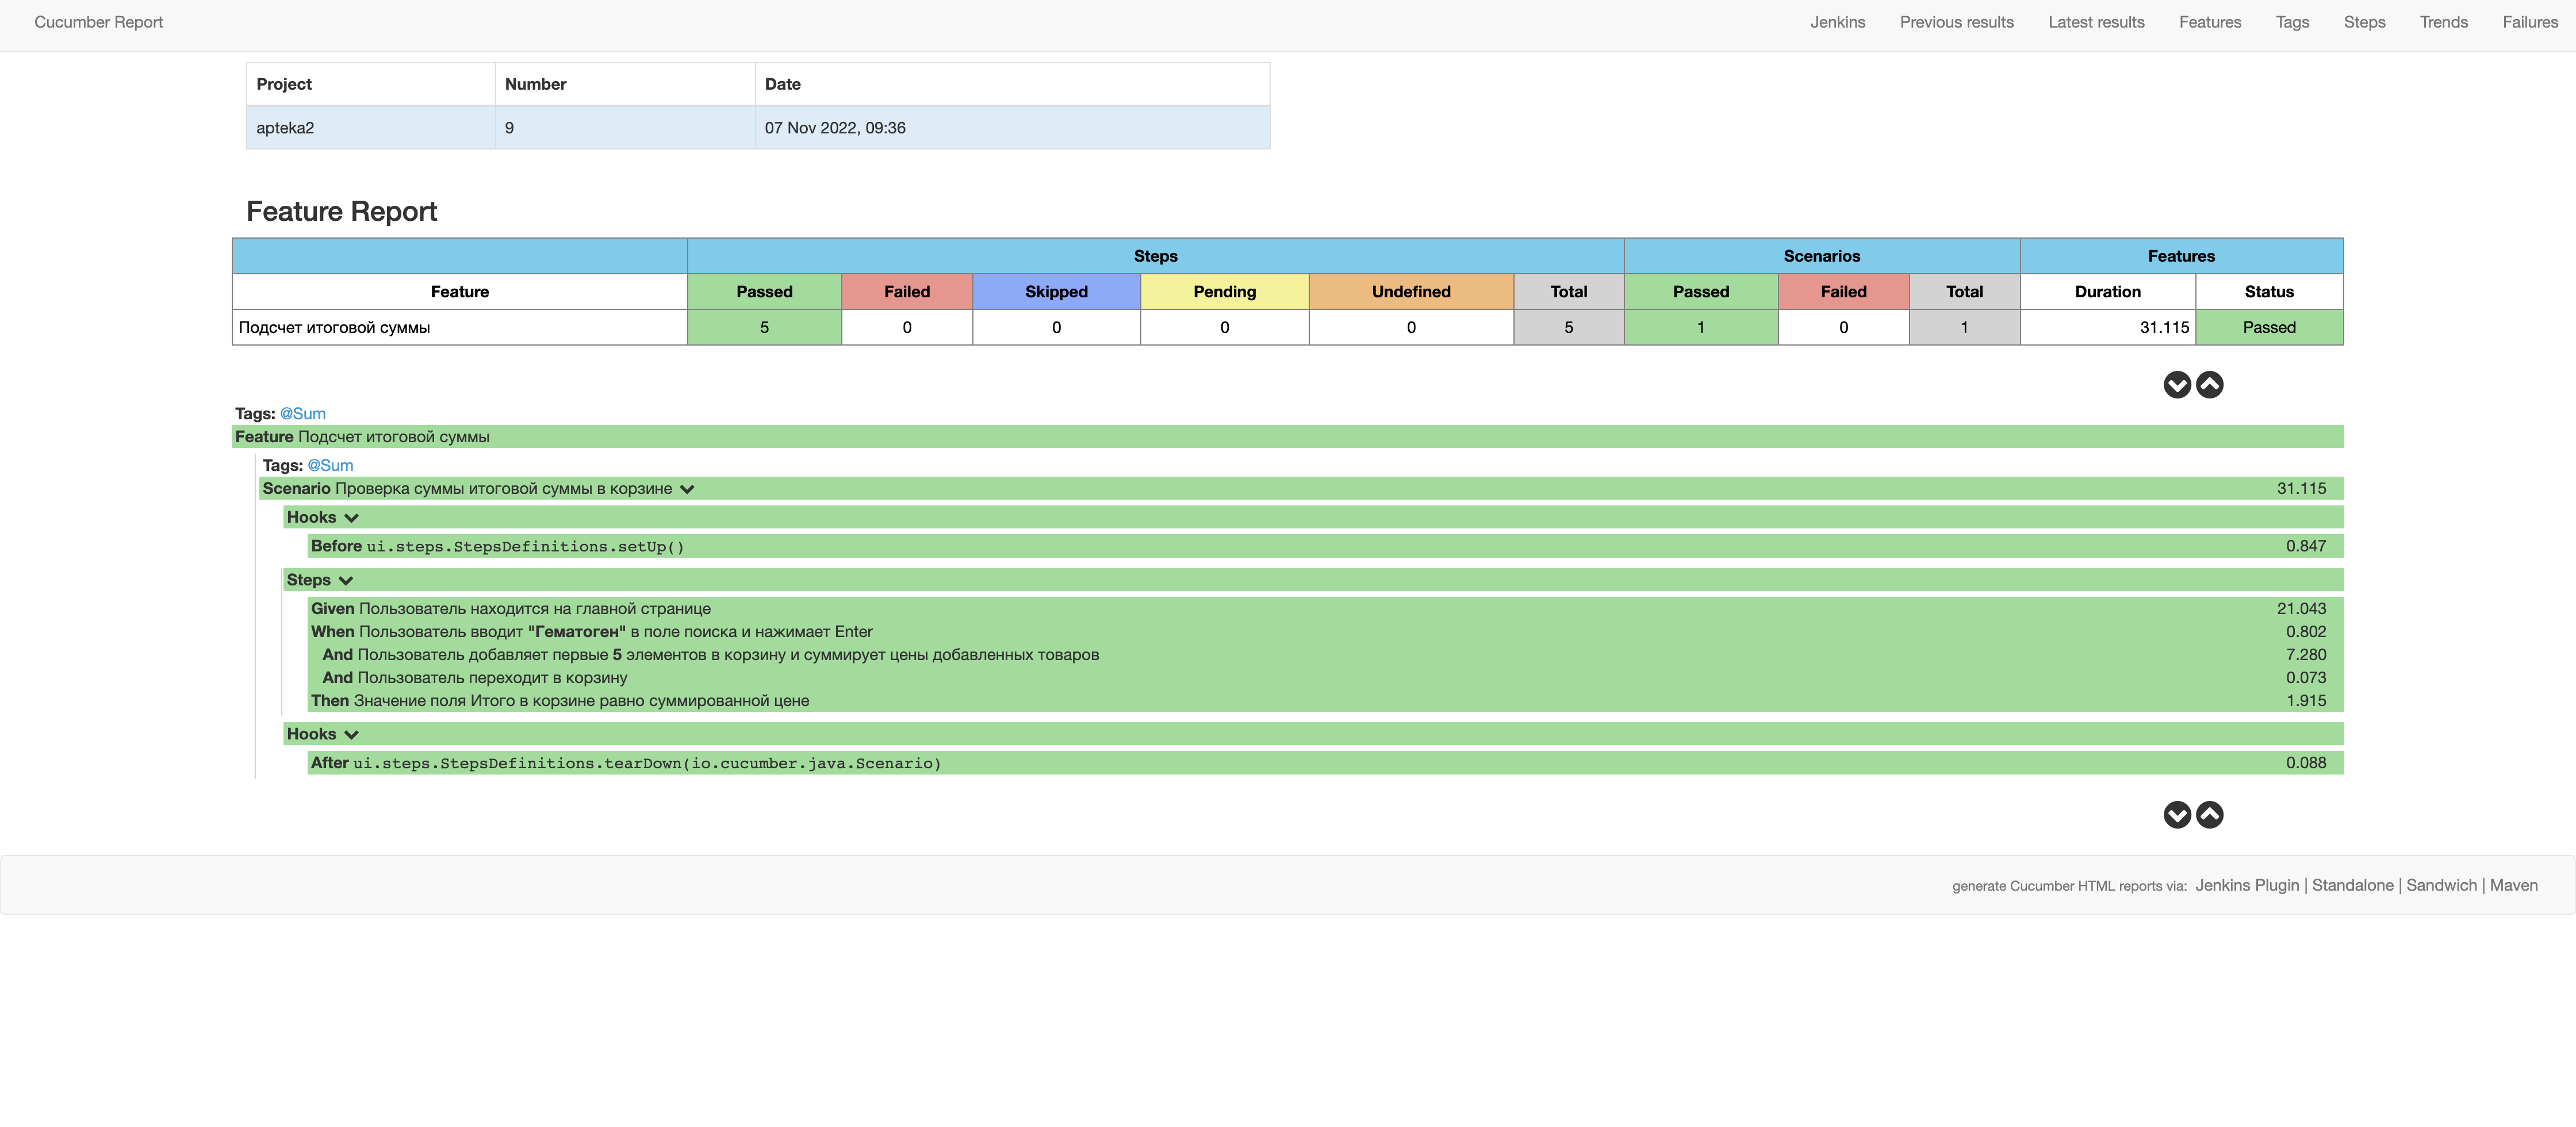 Cucumber Report Jenkins Previous results Latest results Features Tags Steps Trends Failures
Project Number Date
apteka2 9 07 Nov 2022, 09:36
Feature Report
Steps Scenarios Features
Feature Passed Failed Skipped Pending Undefined Total Passed Failed Total Duration Status
Подсчет итоговой суммы 5 0 0 0 0 5 1 0 1 31.115 Passed
Tags: @Sum
Feature Подсчет итоговой суммы
Tags: @Sum
Scenario Проверка суммы итоговой суммы в корзине 31.115
Hooks
Before ui.steps.StepsDefinitions.setUp() 0.847
Steps
Given Пользователь находится на главной странице 21.043
When Пользователь вводит "Гематоген" в поле поиска и нажимает Enter 0.802
And Пользователь добавляет первые 5 элементов в корзину и суммирует цены добавленных товаров 7.280
And Пользователь переходит в корзину 0.073
Then Значение поля Итого в корзине равно суммированной цене 1.915
Hooks
After ui.steps.StepsDefinitions.tearDown(io.cucumber.java.Scenario) 0.088
generate Cucumber HTML reports via: Jenkins Plugin | Standalone | Sandwich | Maven